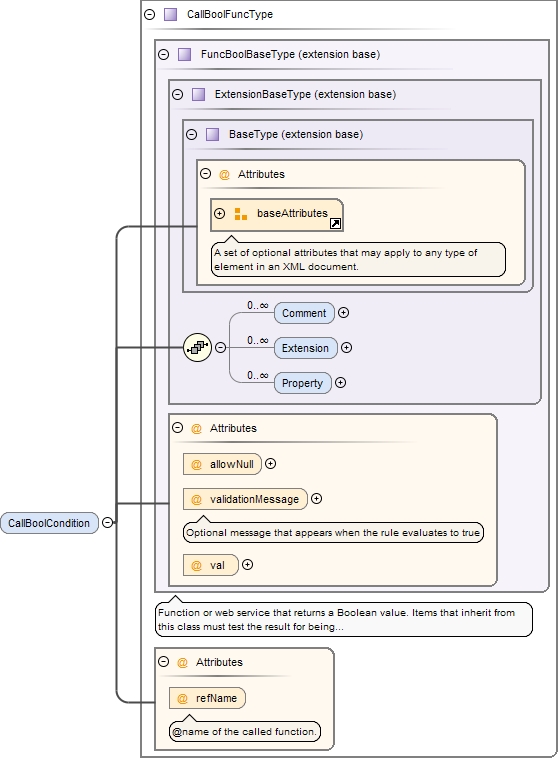 CallBoolFuncType
FuncBoolBaseType (extension base)
ExtensionBaseType (extension base)
BaseType (extension base)
@ Attributes
baseAttributes
A set of optional attributes that may apply to any type of
element in an XML document.
0..∞
Comment
0..∞
Extension
0..∞
Property
@ Attributes
@ allowNull
@ validationMessage
Optional message that appears when the rule evaluates to true
CallBoolCondition
@ val
Function or web service that returns a Boolean value. Items that inherit from
this class must test the result for being...
@ Attributes
@ refName
@name of the called function.